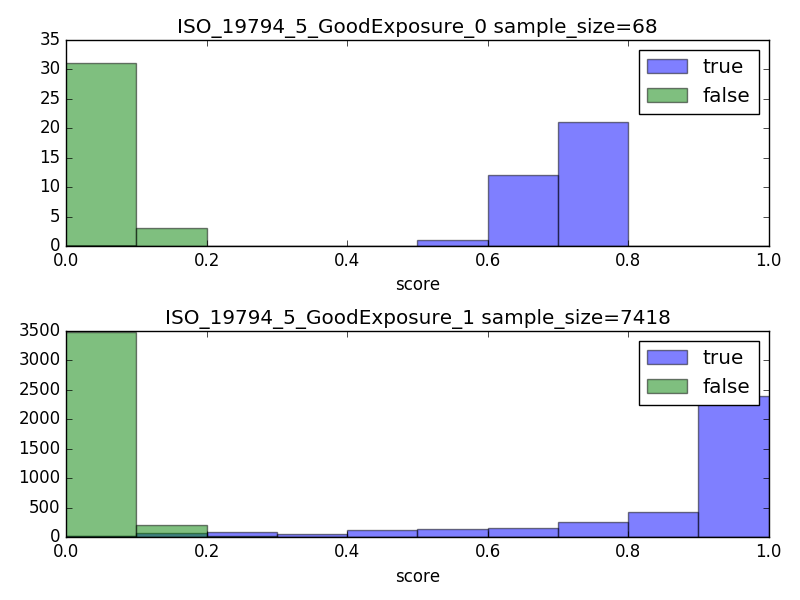 ISO_19794_5_GoodExposure_0 sample_size=68
35
30
25
20
15
10
5
0
true
false
0.0 0.2 0.4 0.6 0.8 1.0
score
ISO_19794_5_GoodExposure_1 sample_size=7418
3500
3000
2500
2000
1500
1000
500
0
true
false
0.0 0.2 0.4 0.6 0.8 1.0
score